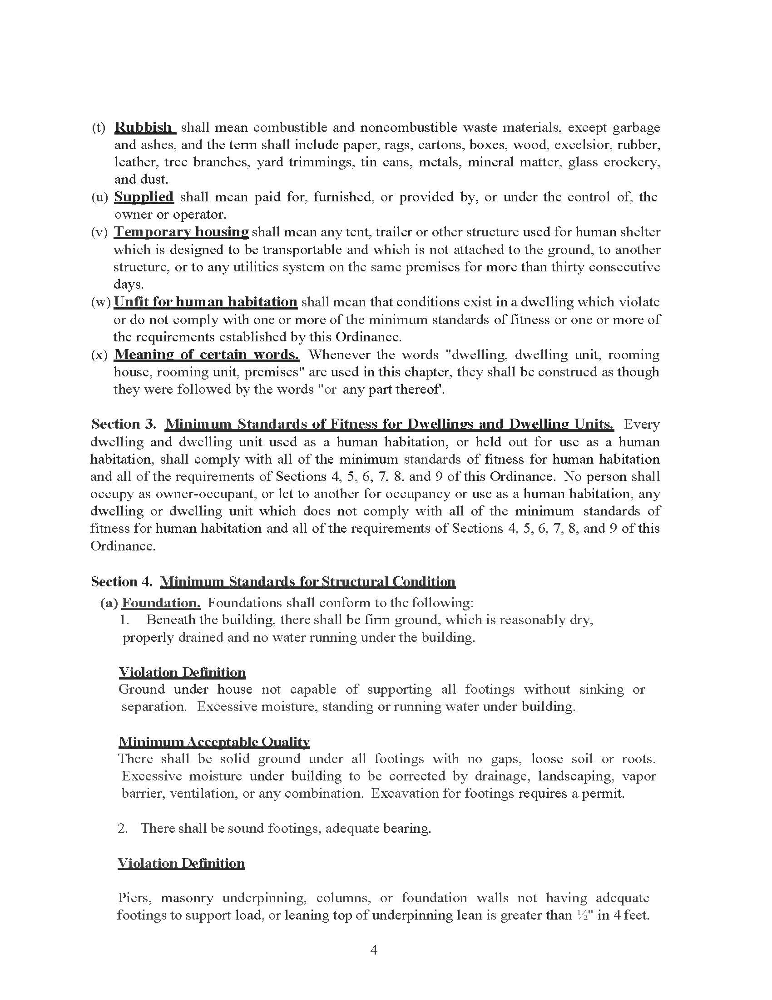 (t) Rubbish shall mean combustible and noncombustible waste materials, except garbage
and ashes, and the term shall include paper, rags, cartons, boxes, wood, excelsior, rubber,
leather, tree branches, yard trimmings, tin cans, metals, mineral matter, glass crockery,
and dust.
(u) Supplied shall mean paid for, furnished, or provided by, or under the control of, the
owner or operator.
(v) Temporary housing shall mean any tent, trailer or other structure used for human shelter
which is designed to be transportable and which is not attached to the ground, to another
structure, or to any utilities system on the same premises for more than thirty consecutive
days.
(w) Unfit for human habitation shall mean that conditions exist in a dwelling which violate
or do not comply with one or more of the minimum standards of fitness or one or more of
the requirements established by this Ordinance.
(x) Meaning of certain words. Whenever the words "dwelling, dwelling unit, rooming
house, rooming unit, premises" are used in this chapter, they shall be construed as though
they were followed by the words "or any part thereof'.
Section 3. Minimum Standards of Fitness for Dwellings and Dwelling Units. Every
dwelling and dwelling unit used as a human habitation, or held out for use as a human
habitation, shall comply with all of the minimum standards of fitness for human habitation
and all of the requirements of Sections 4, 5, 6, 7, 8, and 9 of this Ordinance. No person shall
occupy as owner-occupant, or let to another for occupancy or use as a human habitation, any
dwelling or dwelling unit which does not comply with all of the minimum standards of
fitness for human habitation and all of the requirements of Sections 4, 5, 6, 7, 8, and 9 of this
Ordinance.
Section 4. Minimum Standards for Structural Condition
(a) Foundation. Foundations shall conform to the following:
1. Beneath the building, there shall be firm ground, which is reasonably dry,
properly drained and no water running under the building.
Violation Definition
Ground under house not capable of supporting all footings without sinking or
separation. Excessive moisture, standing or running water under building.
Minimum Acceptable Quality
There shall be solid ground under all footings with no gaps, loose soil or roots.
Excessive moisture under building to be corrected by drainage, landscaping, vapor
barrier, ventilation, or any combination. Excavation for footings requires a permit.
2. There shall be sound footings, adequate bearing.
Violation Definition
Piers, masonry underpinning, columns, or foundation walls not having adequate
footings to support load, or leaning top of underpinning lean is greater than ½" in 4 feet.
4